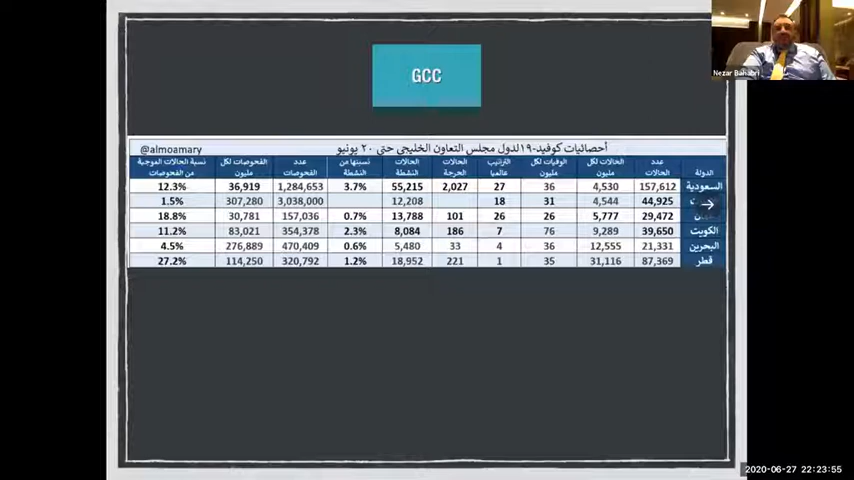 Nezar Bahabri
GCC
أحصائيات كوفيد-١٩ لدول مجلس التعاون الخليجي حتى ٢٠ يونيو @almoamary
الدولة عدد الحالات الحالات لكل مليون الوفيات لكل مليون الترتيب عالميا الحالات الحرجة الحالات النشطة نسبتها من النشطة عدد الفحوصات الفحوصات لكل مليون نسبة الحالات الموجبة من الفحوصات
السعودية 157,612 4,530 36 27 2,027 55,215 3.7% 1,284,653 36,919 12.3%
44,925 4,544 31 18 12,208 3,038,000 307,280 1.5%
29,472 5,777 26 26 101 13,788 0.7% 157,036 30,781 18.8%
الكويت 39,650 9,289 76 7 186 8,084 2.3% 354,378 83,021 11.2%
البحرين 21,331 12,555 36 4 33 5,480 0.6% 470,409 276,889 4.5%
قطر 87,369 31,116 35 1 221 18,952 1.2% 320,792 114,250 27.2%
2020-06-27 22:23:55